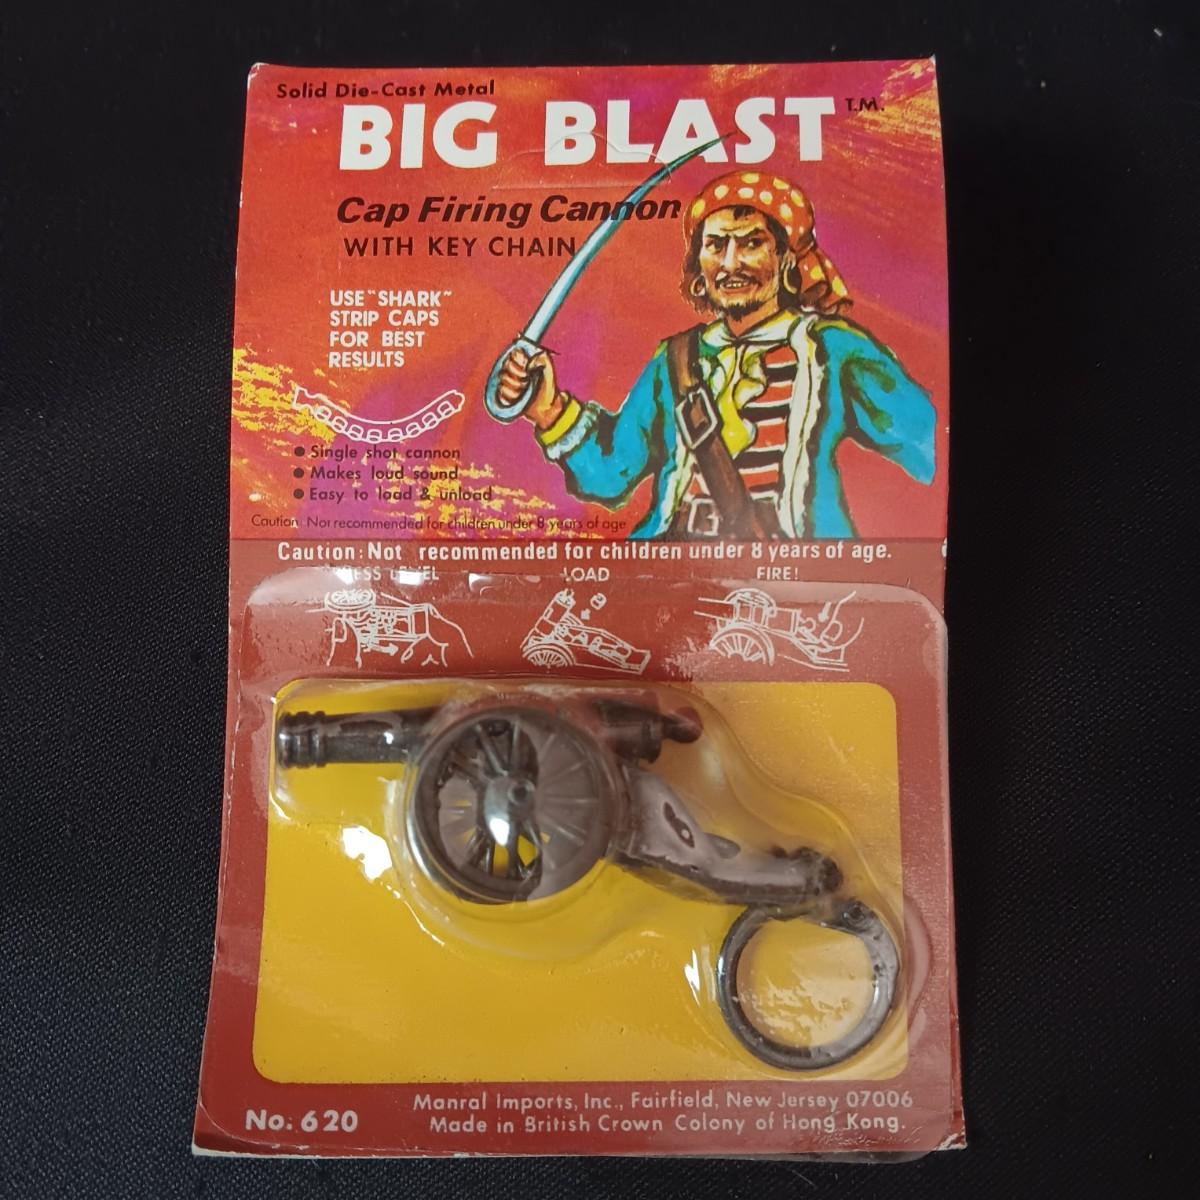 Solid Die-Cast Metal
BIG BLAST T.M.
Cap Firing Cannon
WITH KEY CHAIN
USE "SHARK"
STRIP CAPS
FOR BEST
RESULTS
• Single shot cannon
• Makes loud sound
• Easy to load & unload
Caution: Not recommended for children under 8 years of age
Caution: Not recommended for children under 8 years of age.
LOAD FIRE!
No: 620
Manral Imports, Inc., Fairfield, New Jersey 07006
Made in British Crown Colony of Hong Kong.